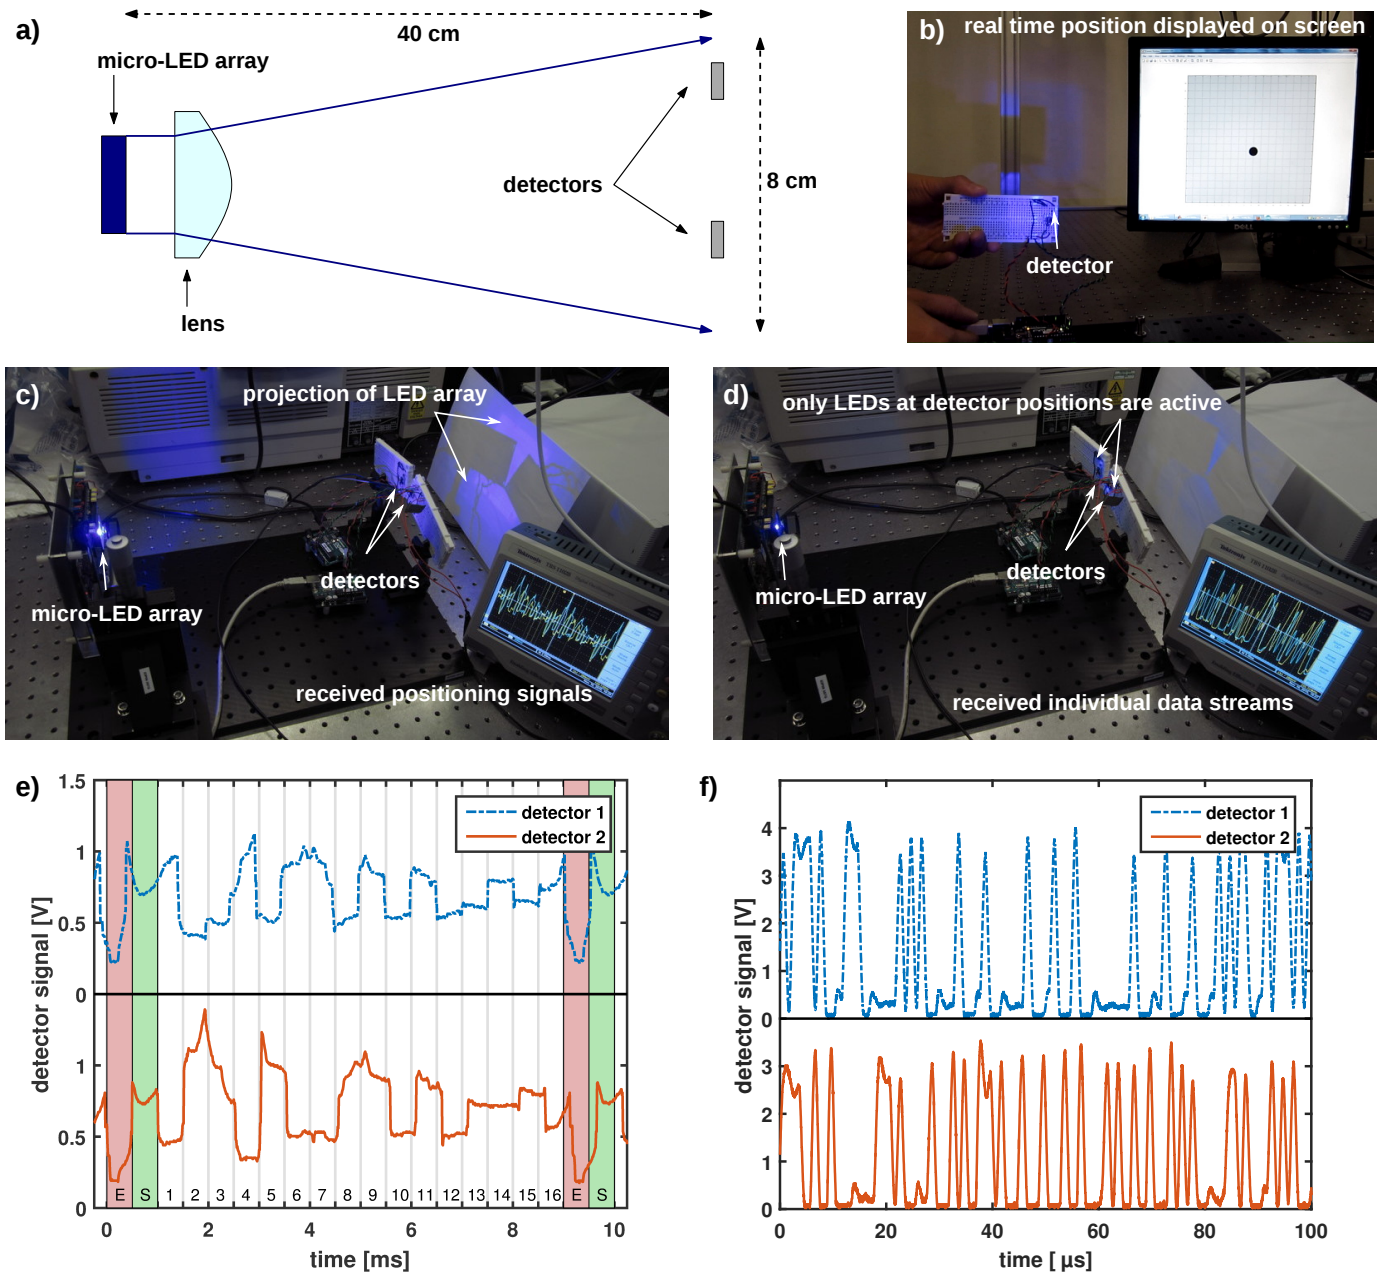 a)
40 cm
micro-LED array
detectors
8 cm
lens
b)
real time position displayed on screen
DELL
detector
c)
projection of LED array
detectors
micro-LED array
received positioning signals
Tektronix
d)
only LEDs at detector positions are active
detectors
micro-LED array
received individual data streams
Tektronix
e)
1.5
1
0.5
0
1
0.5
0
detector signal [V]
detector 1
detector 2
E S 1 2 3 4 5 6 7 8 9 10 11 12 13 14 15 16 E S
0 2 4 6 8 10
time [ms]
f)
4
3
2
1
0
3
2
1
0
detector signal [V]
detector 1
detector 2
0 20 40 60 80 100
time [ µs]